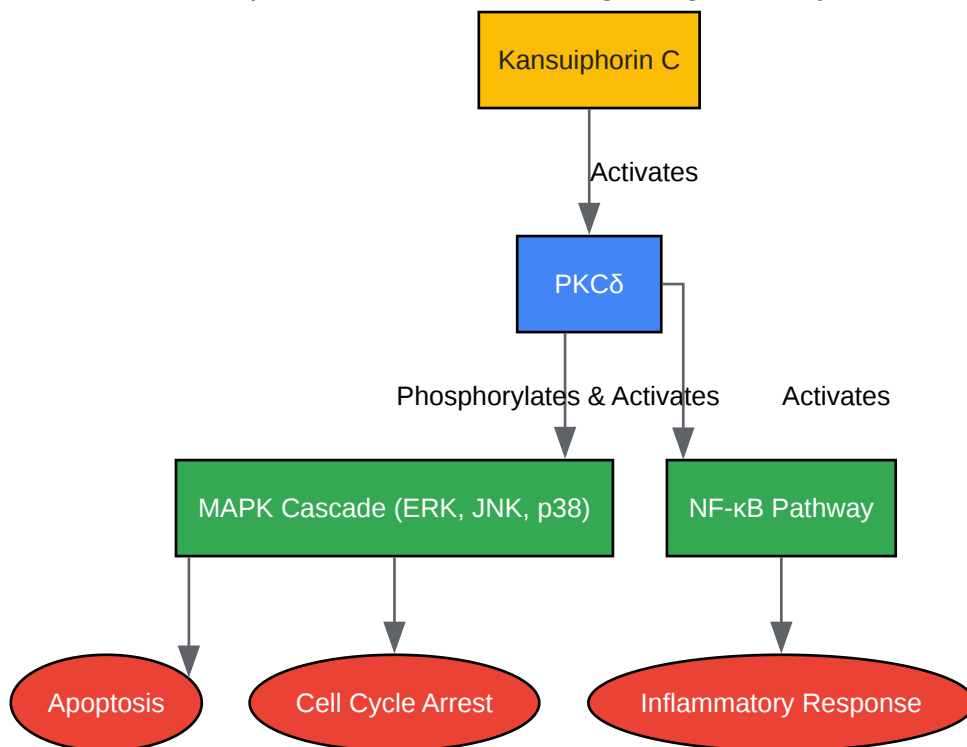 Kansuiphorin C
Activates
PKCδ
Phosphorylates & Activates
Activates
MAPK Cascade (ERK, JNK, p38)
NF-κB Pathway
Apoptosis
Cell Cycle Arrest
Inflammatory Response